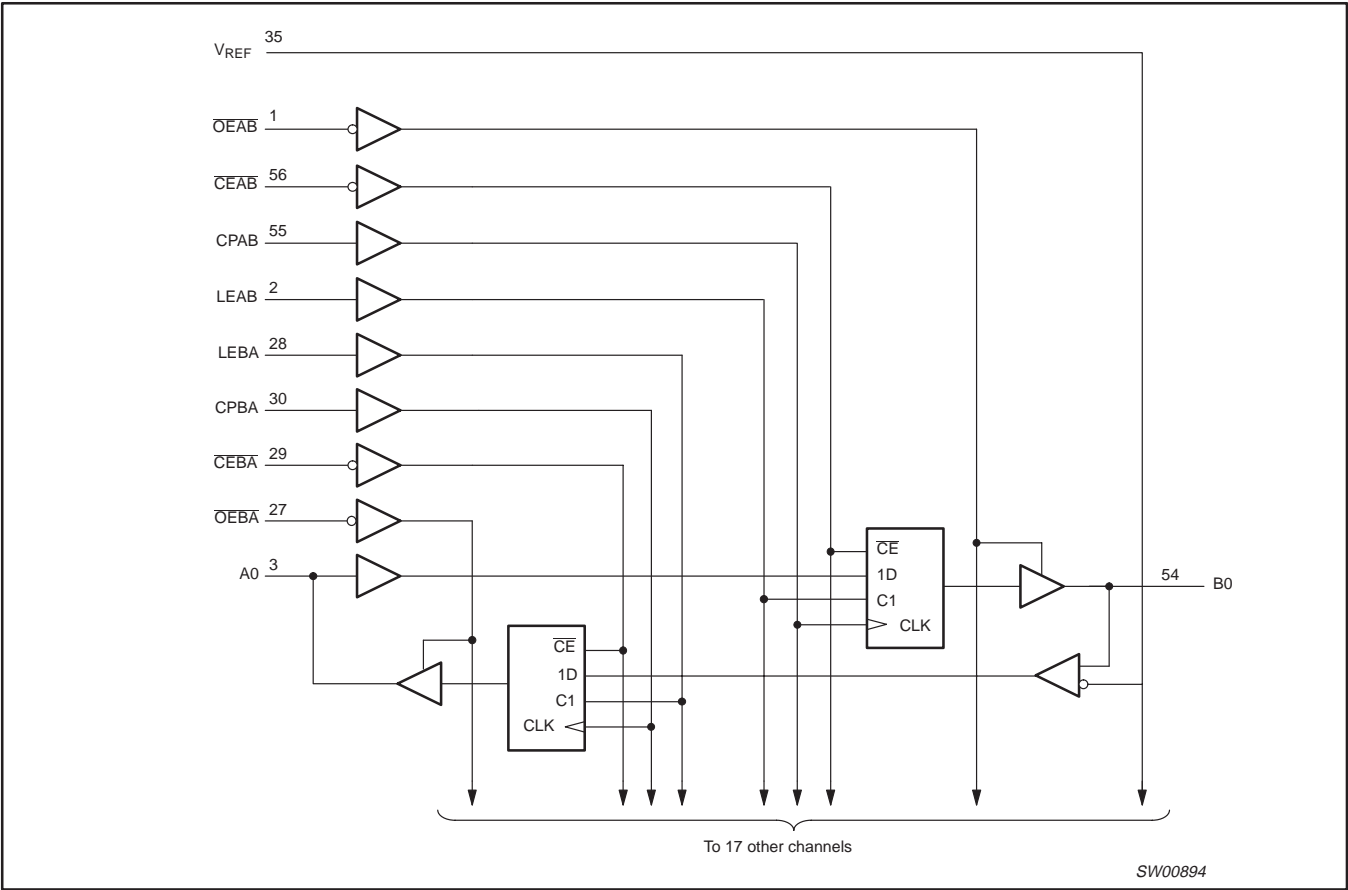 VREF 35
OEAB 1
CEAB 56
CPAB 55
LEAB 2
LEBA 28
CPBA 30
CEBA 29
OEBA 27
A0 3
CE
1D
C1
CLK
54 B0
CE
1D
C1
CLK
To 17 other channels
SW00894